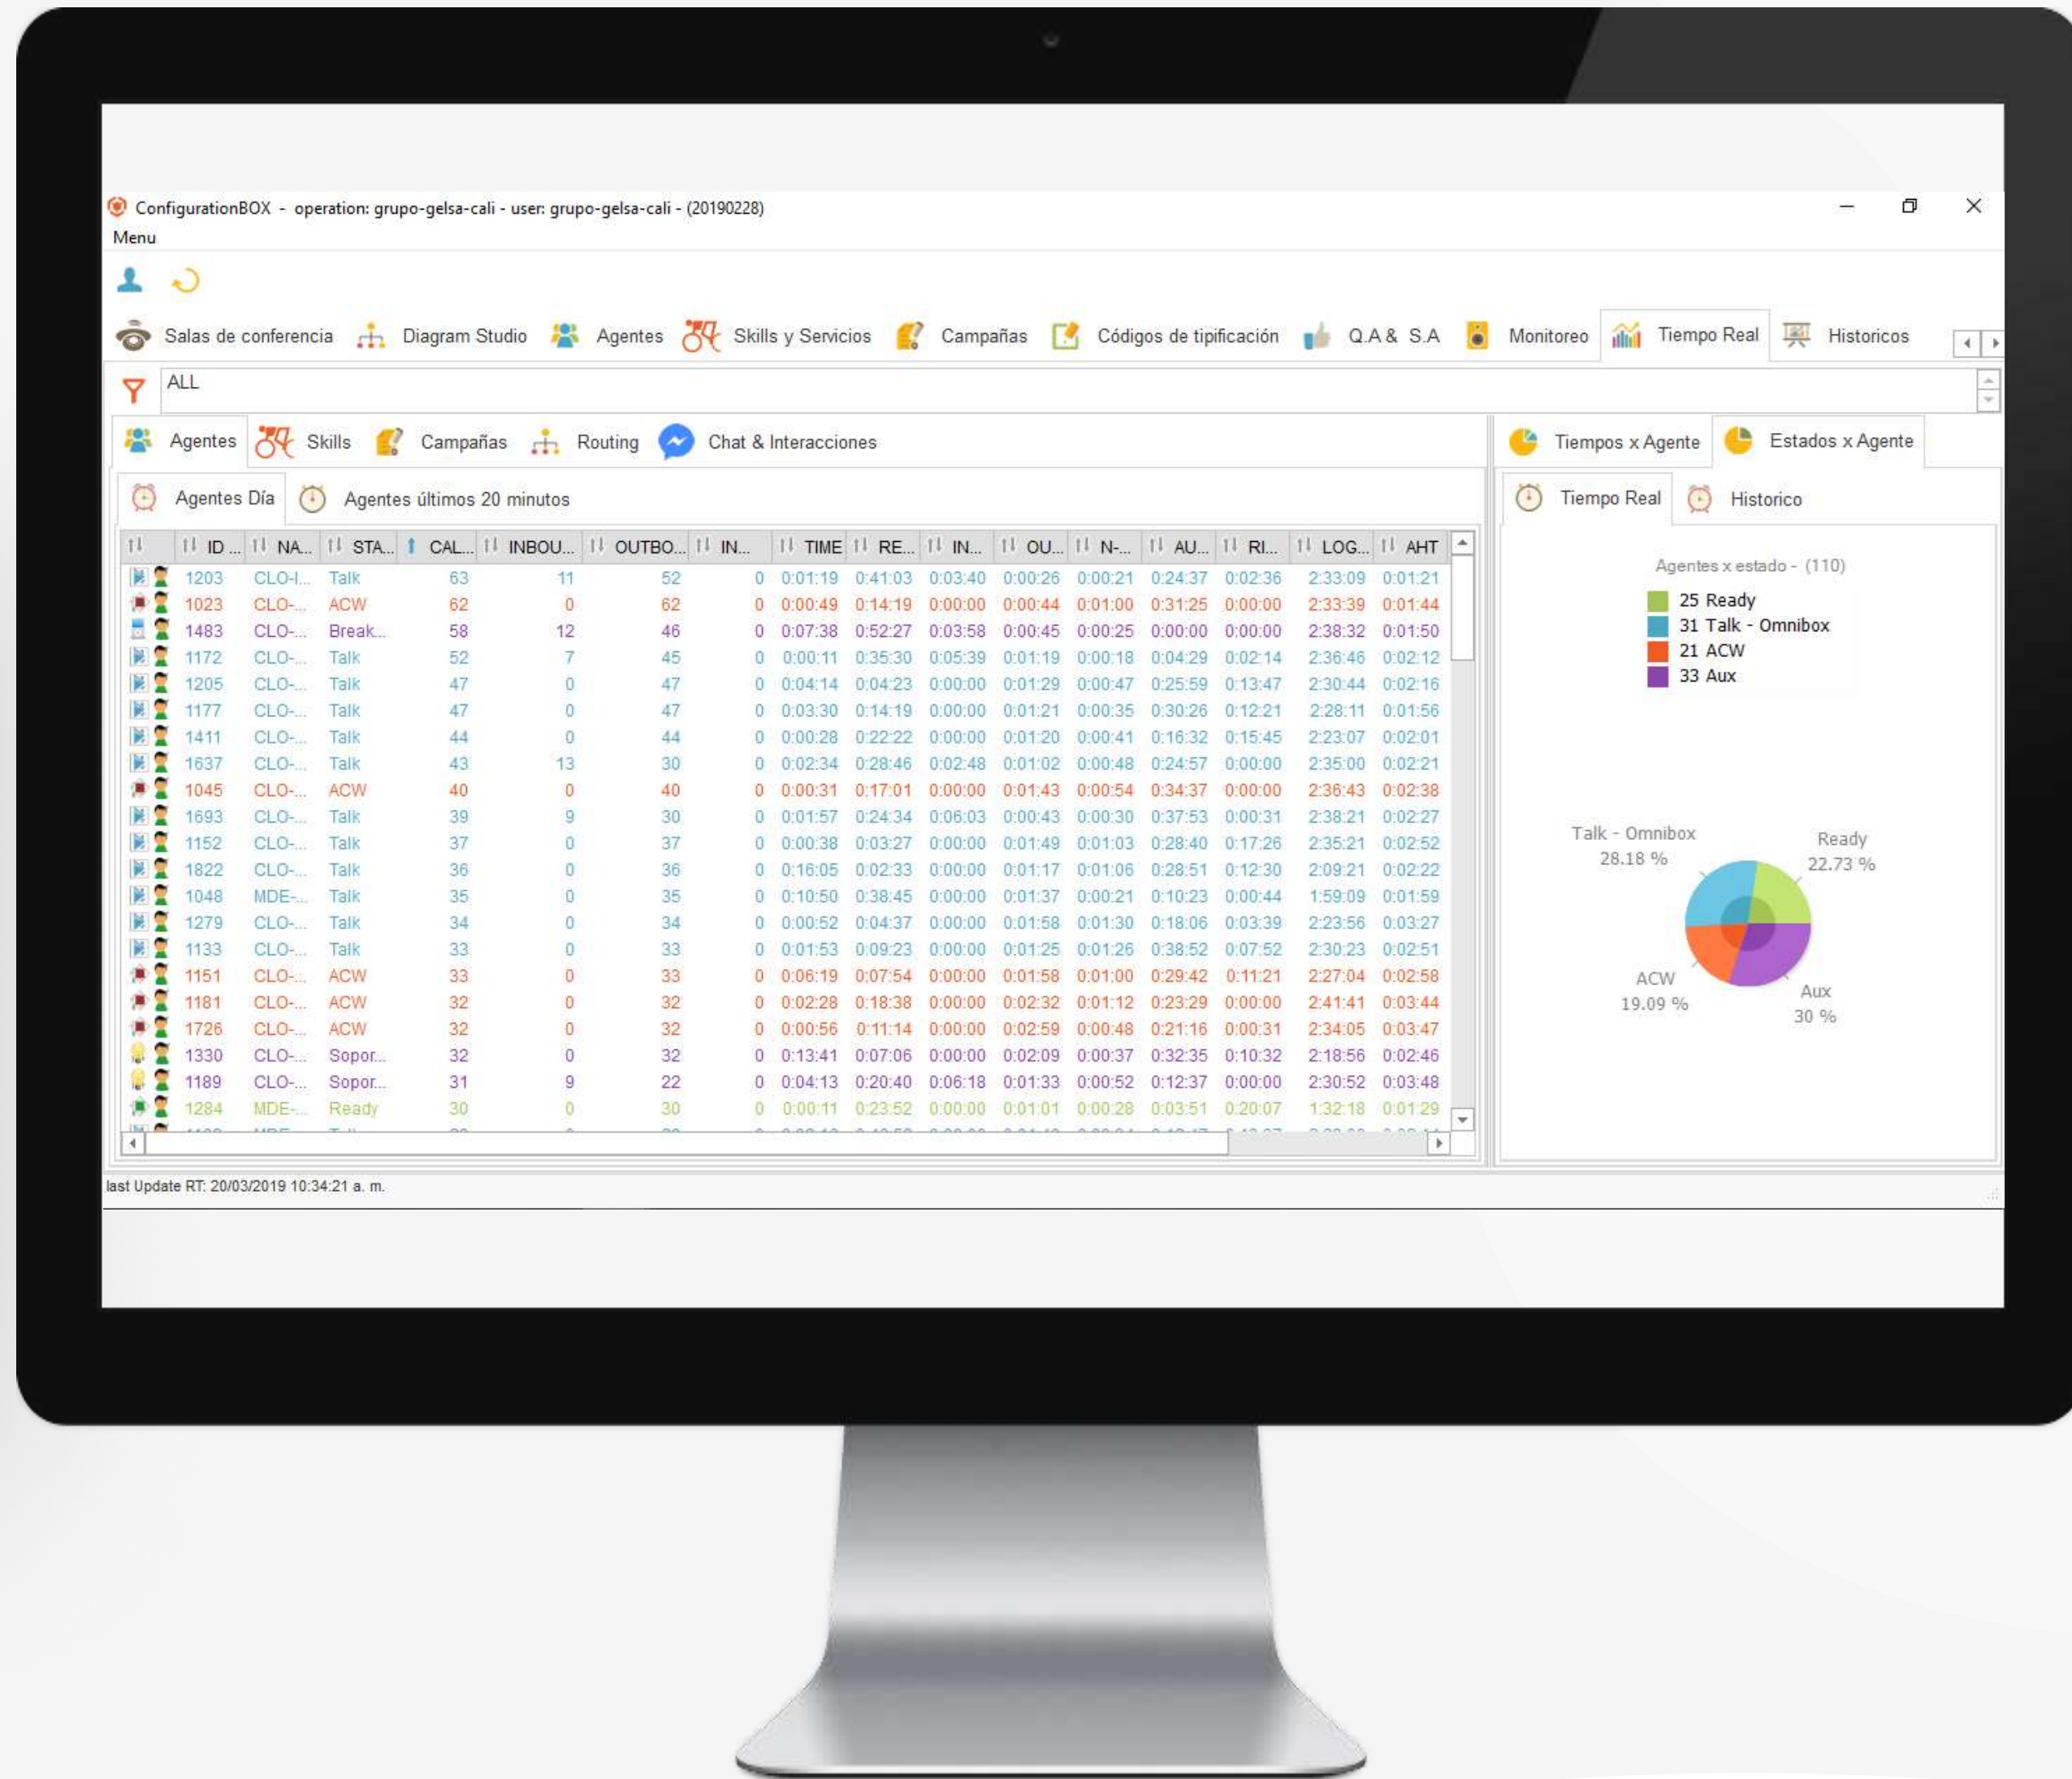 ConfigurationBOX - operation: grupo-gelsa-cali - user: grupo-gelsa-cali - (20190228)
Menu
Salas de conferencia Diagram Studio Agentes Skills y Servicios Campañas Códigos de tipificación Q.A & S.A Monitoreo Tiempo Real Historicos
ALL
Agentes Skills Campañas Routing Chat & Interacciones
Agentes Día Agentes últimos 20 minutos
ID ... NA... STA... CAL... INBOU... OUTBO... IN... TIME RE... IN... OU... N-... AU... RI... LOG... AHT
1203 CLO-I... Talk 63 11 52 0 0:01:19 0:41:03 0:03:40 0:00:26 0:00:21 0:24:37 0:02:36 2:33:09 0:01:21
1023 CLO-... ACW 62 0 62 0 0:00:49 0:14:19 0:00:00 0:00:44 0:01:00 0:31:25 0:00:00 2:33:39 0:01:44
1483 CLO-... Break... 58 12 46 0 0:07:38 0:52:27 0:03:58 0:00:45 0:00:25 0:00:00 0:00:00 2:38:32 0:01:50
1172 CLO-... Talk 52 7 45 0 0:00:11 0:35:30 0:05:39 0:01:19 0:00:18 0:04:29 0:02:14 2:36:46 0:02:12
1205 CLO-... Talk 47 0 47 0 0:04:14 0:04:23 0:00:00 0:01:29 0:00:47 0:25:59 0:13:47 2:30:44 0:02:16
1177 CLO-... Talk 47 0 47 0 0:03:30 0:14:19 0:00:00 0:01:21 0:00:35 0:30:26 0:12:21 2:28:11 0:01:56
1411 CLO-... Talk 44 0 44 0 0:00:28 0:22:22 0:00:00 0:01:20 0:00:41 0:16:32 0:15:45 2:23:07 0:02:01
1637 CLO-... Talk 43 13 30 0 0:02:34 0:28:46 0:02:48 0:01:02 0:00:48 0:24:57 0:00:00 2:35:00 0:02:21
1045 CLO-... ACW 40 0 40 0 0:00:31 0:17:01 0:00:00 0:01:43 0:00:54 0:34:37 0:00:00 2:36:43 0:02:38
1693 CLO-... Talk 39 9 30 0 0:01:57 0:24:34 0:06:03 0:00:43 0:00:30 0:37:53 0:00:31 2:38:21 0:02:27
1152 CLO-... Talk 37 0 37 0 0:00:38 0:03:27 0:00:00 0:01:49 0:01:03 0:28:40 0:17:26 2:35:21 0:02:52
1822 CLO-... Talk 36 0 36 0 0:16:05 0:02:33 0:00:00 0:01:17 0:01:06 0:28:51 0:12:30 2:09:21 0:02:22
1048 MDE-... Talk 35 0 35 0 0:10:50 0:38:45 0:00:00 0:01:37 0:00:21 0:10:23 0:00:44 1:59:09 0:01:59
1279 CLO-... Talk 34 0 34 0 0:00:52 0:04:37 0:00:00 0:01:58 0:01:30 0:18:06 0:03:39 2:23:56 0:03:27
1133 CLO-... Talk 33 0 33 0 0:01:53 0:09:23 0:00:00 0:01:25 0:01:26 0:38:52 0:07:52 2:30:23 0:02:51
1151 CLO-... ACW 33 0 33 0 0:06:19 0:07:54 0:00:00 0:01:58 0:01:00 0:29:42 0:11:21 2:27:04 0:02:58
1181 CLO-... ACW 32 0 32 0 0:02:28 0:18:38 0:00:00 0:02:32 0:01:12 0:23:29 0:00:00 2:41:41 0:03:44
1726 CLO-... ACW 32 0 32 0 0:00:56 0:11:14 0:00:00 0:02:59 0:00:48 0:21:16 0:00:31 2:34:05 0:03:47
1330 CLO-... Sopor... 32 0 32 0 0:13:41 0:07:06 0:00:00 0:02:09 0:00:37 0:32:35 0:10:32 2:18:56 0:02:46
1189 CLO-... Sopor... 31 9 22 0 0:04:13 0:20:40 0:06:18 0:01:33 0:00:52 0:12:37 0:00:00 2:30:52 0:03:48
1284 MDE-... Ready 30 0 30 0 0:00:11 0:23:52 0:00:00 0:01:01 0:00:28 0:03:51 0:20:07 1:32:18 0:01:29
Tiempos x Agente Estados x Agente
Tiempo Real Historico
Agentes x estado - (110)
25 Ready
31 Talk - Omnibox
21 ACW
33 Aux
Talk - Omnibox
28.18 %
Ready
22.73 %
ACW
19.09 %
Aux
30 %
last Update RT: 20/03/2019 10:34:21 a. m.